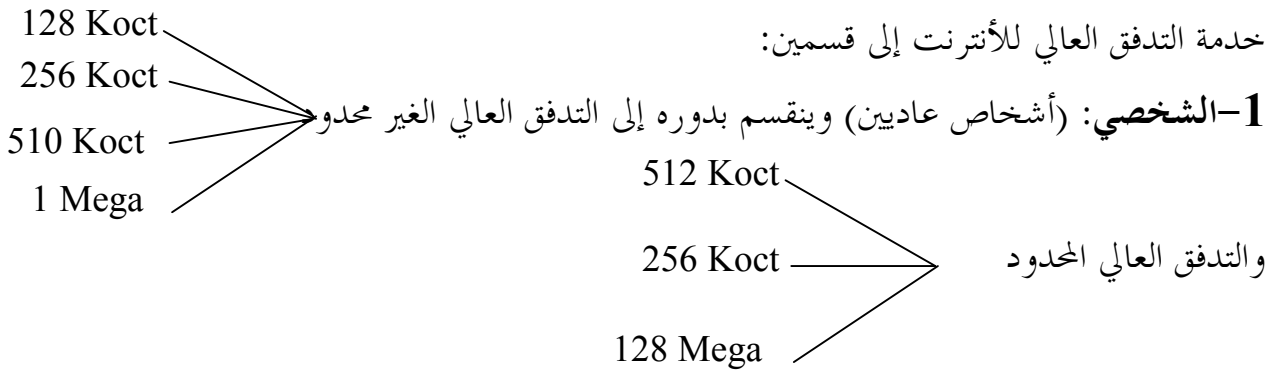 خدمة التدفق العالي للأنترنت إلى قسمين:
1–الشخصي: (أشخاص عاديين) وينقسم بدوره إلى التدفق العالي الغير محدود
128 Koct
256 Koct
510 Koct
1 Mega
والتدفق العالي المحدود
512 Koct
256 Koct
128 Mega